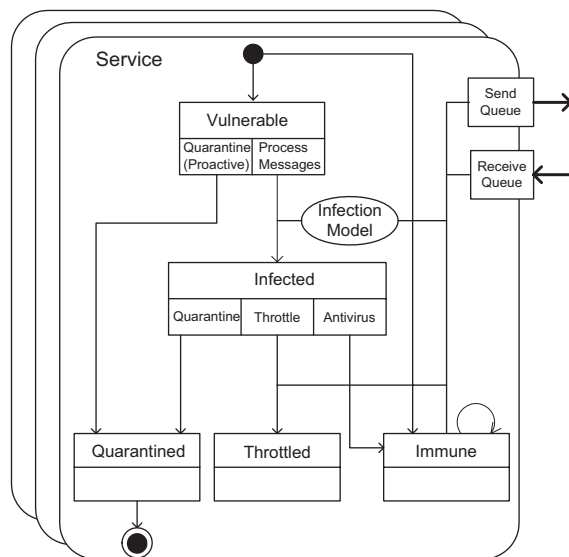 Service
Send
Queue
Vulnerable
Quarantine
(Proactive)
Process
Messages
Receive
Queue
Infection
Model
Infected
Quarantine
Throttle
Antivirus
Quarantined
Throttled
Immune